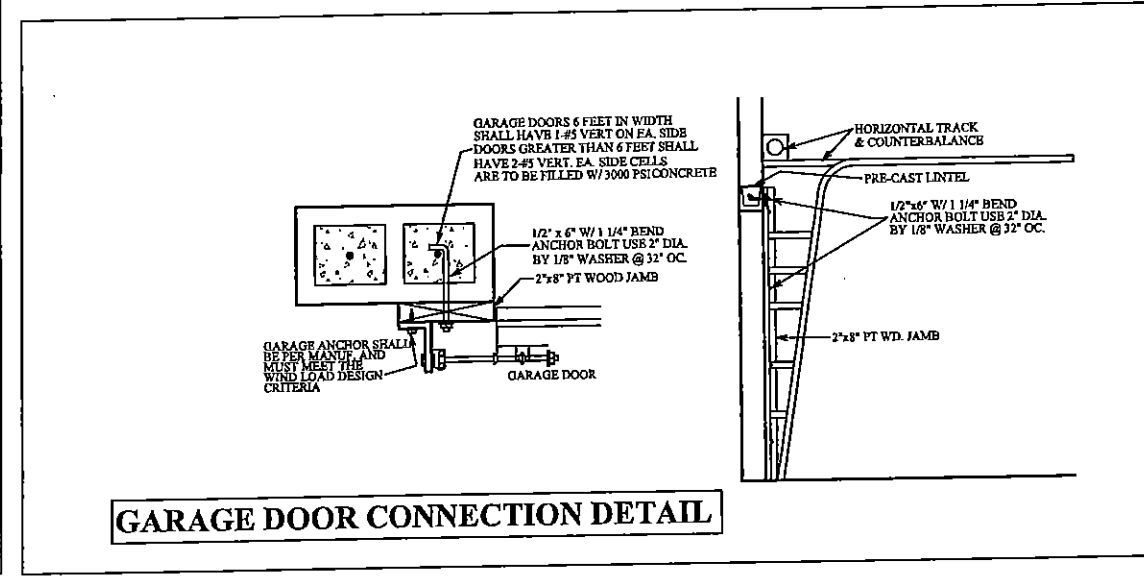 GARAGE DOORS 6 FEET IN WIDTH
SHALL HAVE 1-#5 VERT ON EA. SIDE
DOORS GREATER THAN 6 FEET SHALL
HAVE 2-#5 VERT. EA. SIDE CELLS
ARE TO BE FILLED W/ 3000 PSI CONCRETE
1/2" x 6" W/ 1 1/4" BEND
ANCHOR BOLT USE 2" DIA.
BY 1/8" WASHER @ 32" OC.
2"x8" PT WOOD JAMB
GARAGE ANCHOR SHALL
BE PER MANUF. AND
MUST MEET THE
WIND LOAD DESIGN
CRITERIA
GARAGE DOOR
HORIZONTAL TRACK
& COUNTERBALANCE
PRE-CAST LINTEL
1/2"x6" W/ 1 1/4" BEND
ANCHOR BOLT USE 2" DIA.
BY 1/8" WASHER @ 32" OC.
2"x8" PT WD. JAMB
GARAGE DOOR CONNECTION DETAIL